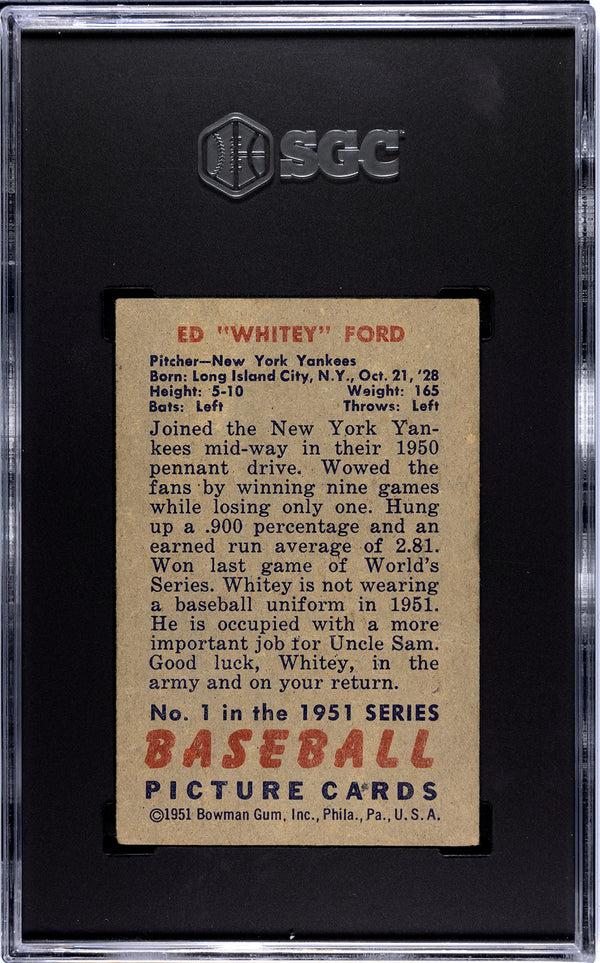 SGC
ED "WHITEY" FORD
Pitcher—New York Yankees
Born: Long Island City, N.Y., Oct. 21, '28
Height: 5-10 Weight: 165
Bats: Left Throws: Left
Joined the New York Yan-
kees mid-way in their 1950
pennant drive. Wowed the
fans by winning nine games
while losing only one. Hung
up a .900 percentage and an
earned run average of 2.81.
Won last game of World's
Series. Whitey is not wearing
a baseball uniform in 1951.
He is occupied with a more
important job for Uncle Sam.
Good luck, Whitey, in the
army and on your return.
No. 1 in the 1951 SERIES
BASEBALL
PICTURE CARDS
©1951 Bowman Gum, Inc., Phila., Pa., U.S.A.